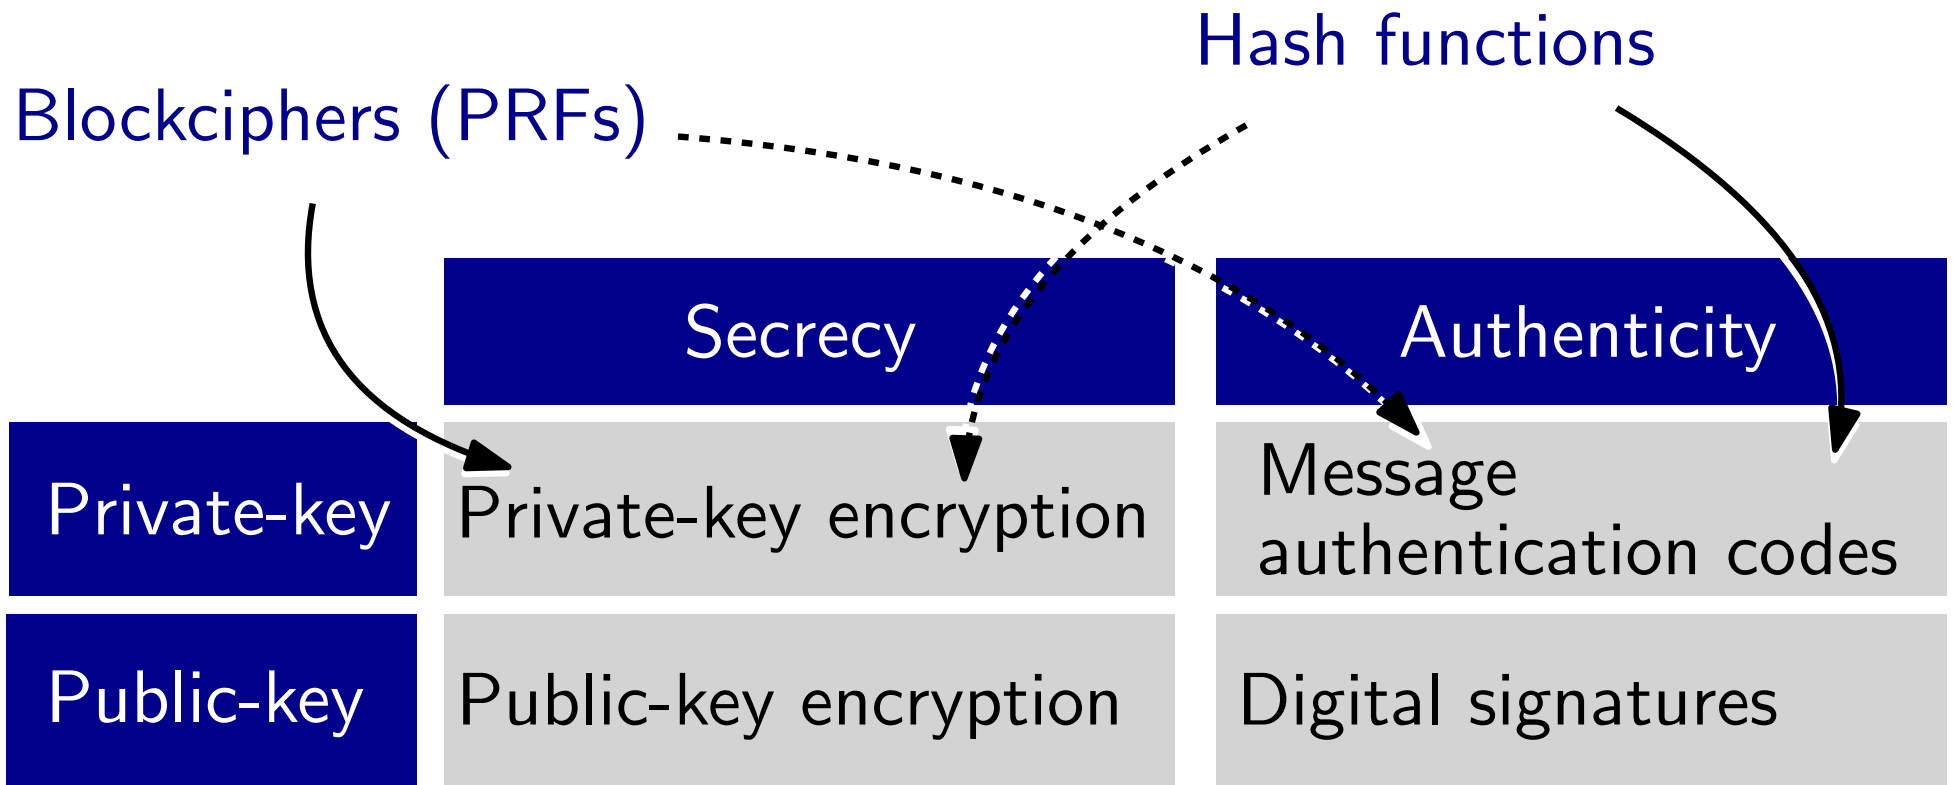 Hash functions
Blockciphers (PRFs)
Secrecy
Authenticity
Private-key
Private-key encryption
Message
authentication codes
Public-key
Public-key encryption
Digital signatures